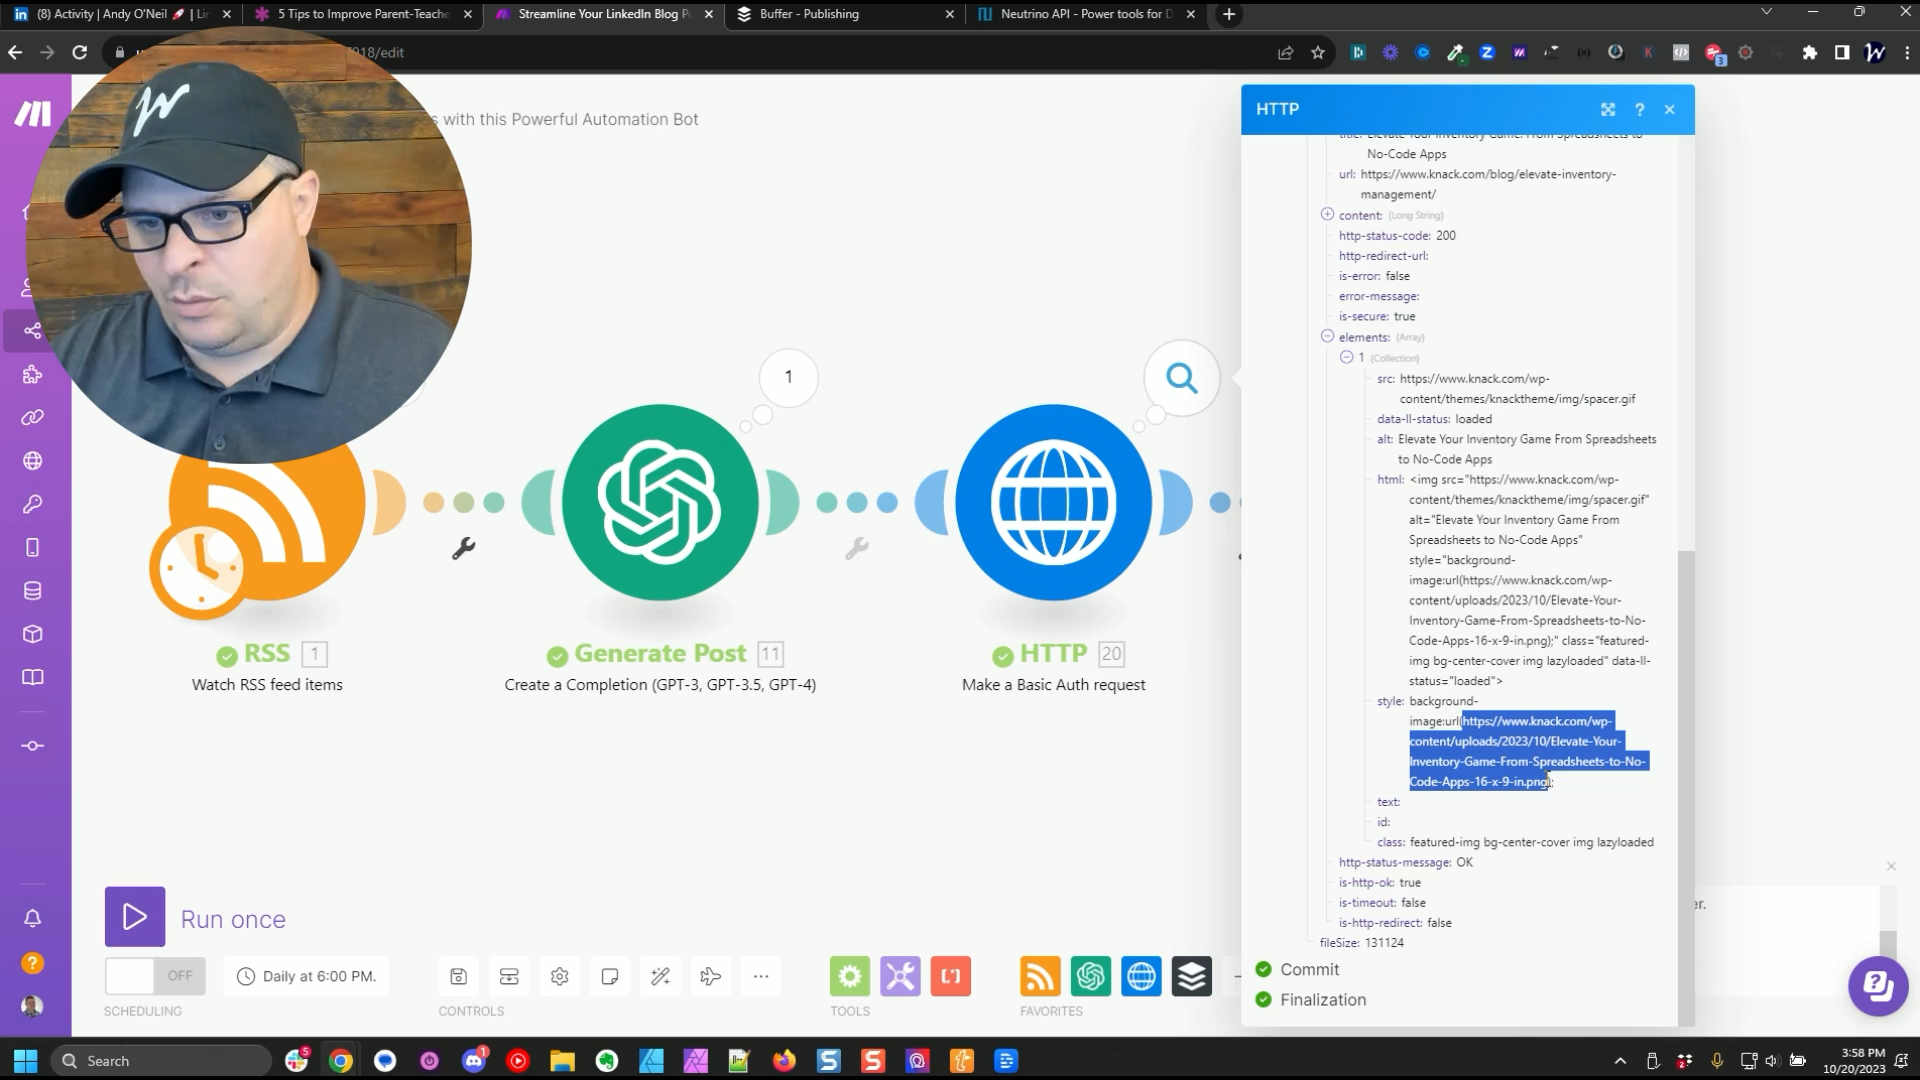 (8) Activity | Andy O'Neil 🚀 | Li
5 Tips to Improve Parent-Teache
Streamline Your LinkedIn Blog P
Buffer - Publishing
Neutrino API - Power tools for D
918/edit
3
s with this Powerful Automation Bot
HTTP
No-Code Apps
url: https://www.knack.com/blog/elevate-inventory-
management/
content: (Long String)
http-status-code: 200
http-redirect-url:
is-error: false
error-message:
is-secure: true
elements: (Array)
1 (Collection)
src: https://www.knack.com/wp-
content/themes/knacktheme/img/spacer.gif
data-ll-status: loaded
alt: Elevate Your Inventory Game From Spreadsheets
to No-Code Apps
html: <img src="https://www.knack.com/wp-
content/themes/knacktheme/img/spacer.gif"
alt="Elevate Your Inventory Game From
Spreadsheets to No-Code Apps"
style="background-
image:url(https://www.knack.com/wp-
content/uploads/2023/10/Elevate-Your-
Inventory-Game-From-Spreadsheets-to-No-
Code-Apps-16-x-9-in.png);" class="featured-
img bg-center-cover img lazyloaded" data-ll-
status="loaded">
style: background-
image:url(https://www.knack.com/wp-
content/uploads/2023/10/Elevate-Your-
Inventory-Game-From-Spreadsheets-to-No-
Code-Apps-16-x-9-in.png);
text:
id:
class: featured-img bg-center-cover img lazyloaded
http-status-message: OK
is-http-ok: true
is-timeout: false
is-http-redirect: false
fileSize: 131124
Commit
Finalization
1
RSS 1
Watch RSS feed items
Generate Post 11
Create a Completion (GPT-3, GPT-3.5, GPT-4)
HTTP 20
Make a Basic Auth request
Run once
OFF
Daily at 6:00 PM.
SCHEDULING
CONTROLS
TOOLS
FAVORITES
er.
Search
5
1
3:58 PM
10/20/2023